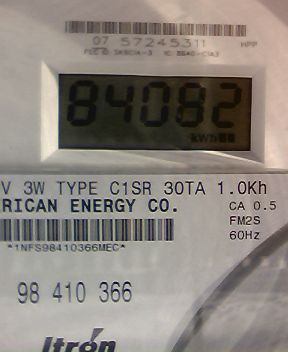 07 57245311 HPP
84082
kWh
V 3W TYPE C1SR 30TA 1.0Kh
RICAN ENERGY CO. CA 0.5
FM2S
60Hz
*1NFS98410366MEC*
98 410 366
Itron